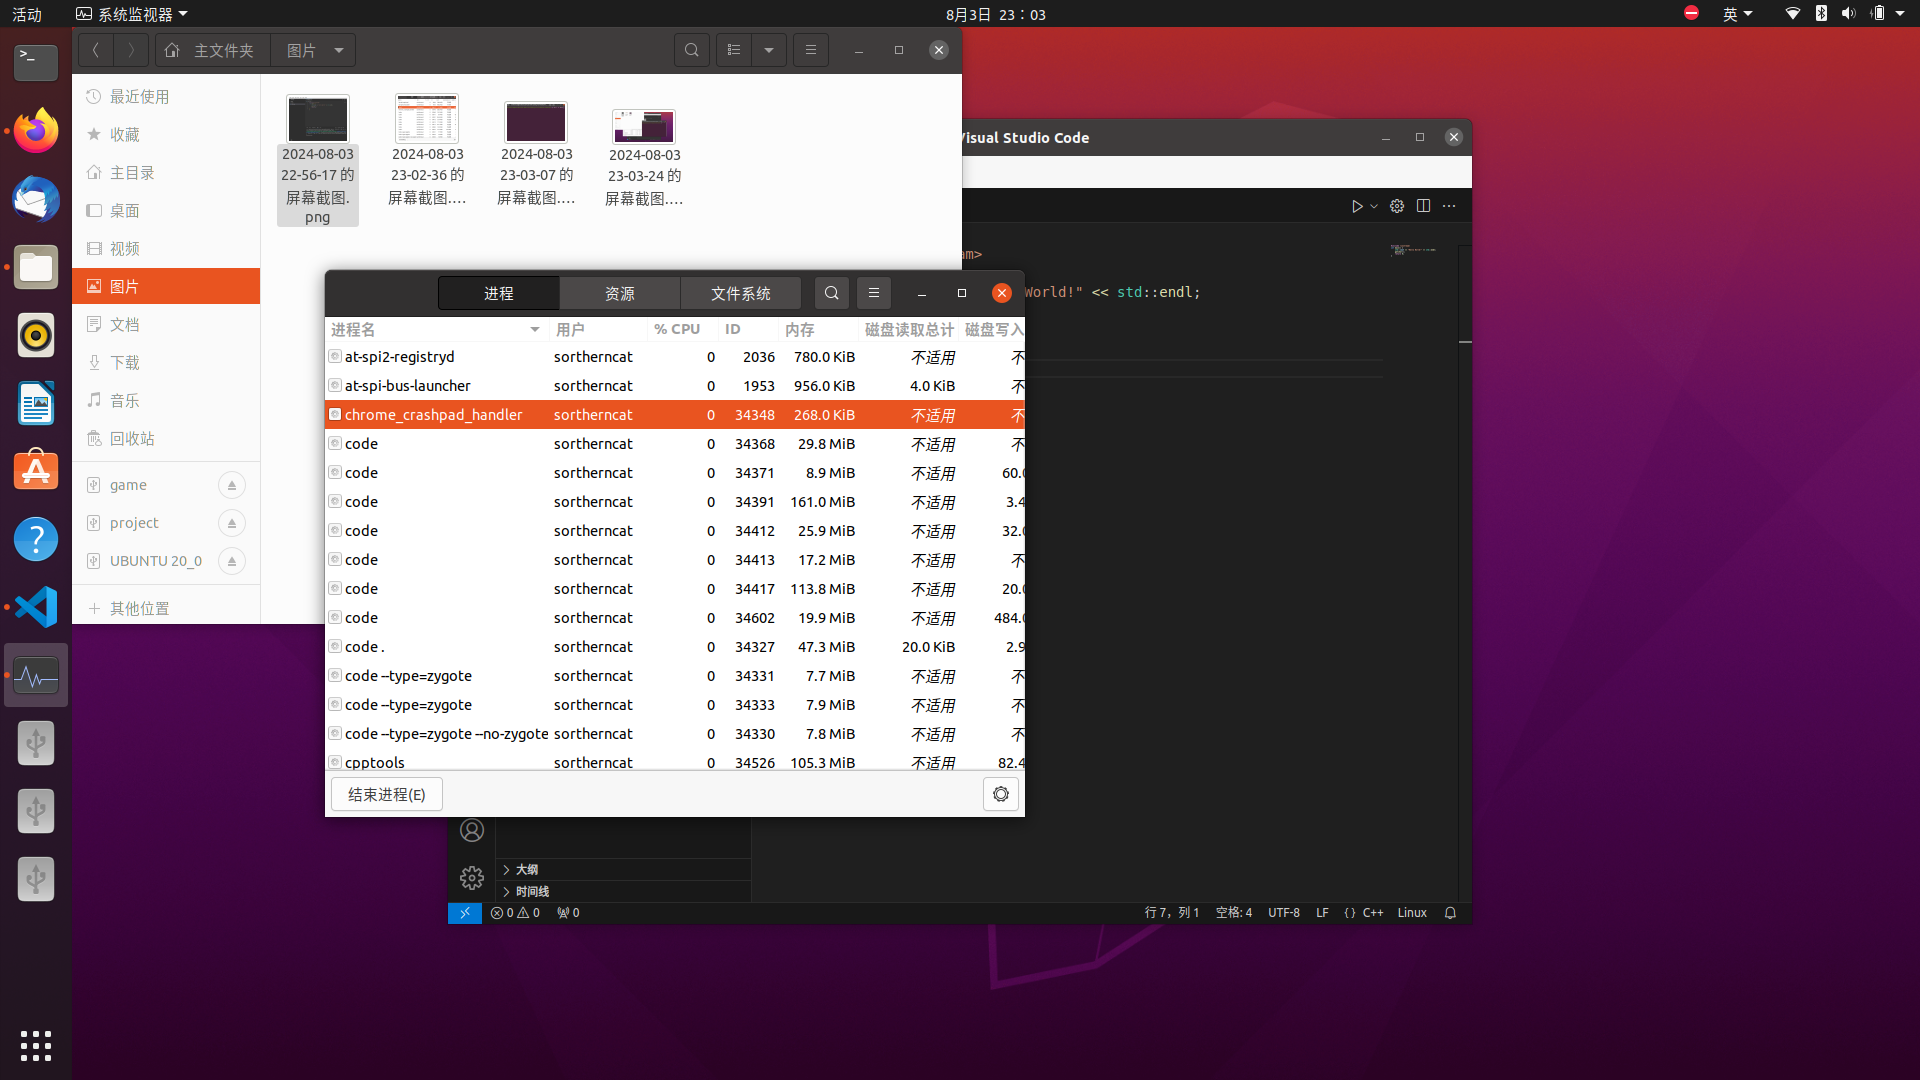 活动
系统监视器
8月3日 23：03
英
主文件夹
图片
最近使用
收藏
主目录
桌面
视频
图片
文档
下载
音乐
回收站
game
project
UBUNTU 20_0
其他位置
2024-08-03
22-56-17 的
屏幕截图.
png
2024-08-03
23-02-36 的
屏幕截图.…
2024-08-03
23-03-07 的
屏幕截图.…
2024-08-03
23-03-24 的
屏幕截图.…
Visual Studio Code
am>
World!" << std::endl;
进程
资源
文件系统
进程名 用户 % CPU ID 内存 磁盘读取总计 磁盘写入
at-spi2-registryd sortherncat 0 2036 780.0 KiB 不适用 不
at-spi-bus-launcher sortherncat 0 1953 956.0 KiB 4.0 KiB 不
chrome_crashpad_handler sortherncat 0 34348 268.0 KiB 不适用 不
code sortherncat 0 34368 29.8 MiB 不适用 不
code sortherncat 0 34371 8.9 MiB 不适用 60.0
code sortherncat 0 34391 161.0 MiB 不适用 3.4
code sortherncat 0 34412 25.9 MiB 不适用 32.0
code sortherncat 0 34413 17.2 MiB 不适用 不
code sortherncat 0 34417 113.8 MiB 不适用 20.0
code sortherncat 0 34602 19.9 MiB 不适用 484.0
code . sortherncat 0 34327 47.3 MiB 20.0 KiB 2.9
code --type=zygote sortherncat 0 34331 7.7 MiB 不适用 不
code --type=zygote sortherncat 0 34333 7.9 MiB 不适用 不
code --type=zygote --no-zygote sortherncat 0 34330 7.8 MiB 不适用 不
cpptools sortherncat 0 34526 105.3 MiB 不适用 82.4
结束进程(E)
大纲
时间线
0 0 0
行 7，列 1 空格: 4 UTF-8 LF {} C++ Linux